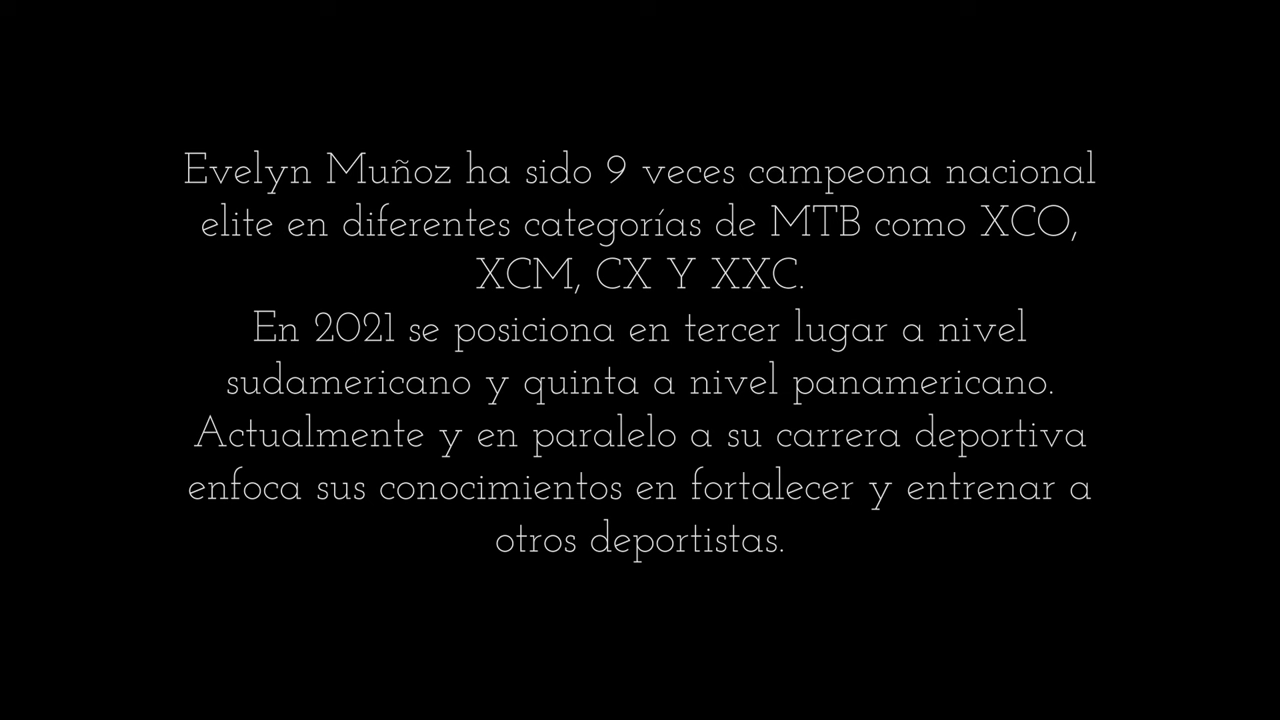 Evelyn Muñoz ha sido 9 veces campeona nacional
elite en diferentes categorías de MTB como XCO,
XCM, CX Y XXC.
En 2021 se posiciona en tercer lugar a nivel
sudamericano y quinta a nivel panamericano.
Actualmente y en paralelo a su carrera deportiva
enfoca sus conocimientos en fortalecer y entrenar a
otros deportistas.